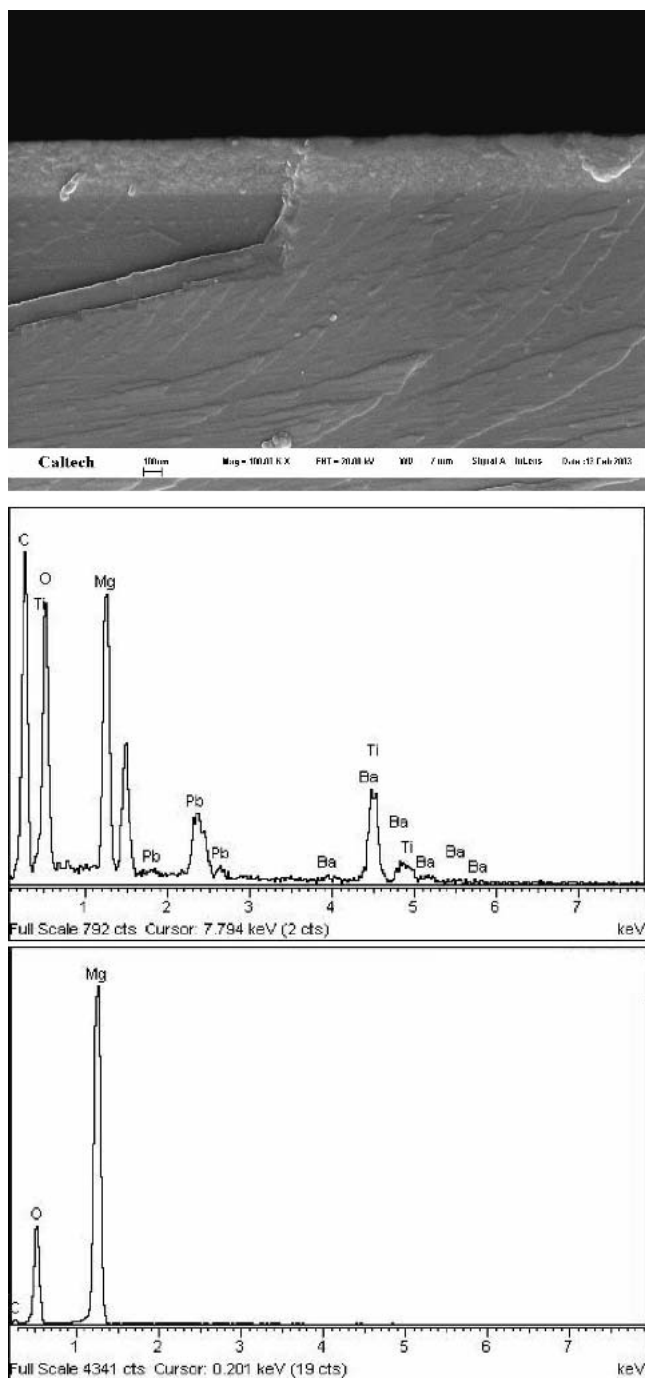 Caltech 100nm Mag = 100.00 K X EHT = 20.00 kV WD 7 mm Signal A InLens Date :13 Feb 2003
C
O
Ti
Mg
Pb
Pb
Pb
Ba
Ti
Ba
Ba
Ti
Ba
Ba
Ba
1 2 3 4 5 6 7
Full Scale 792 cts Cursor: 7.794 keV (2 cts) keV
Mg
O
C
1 2 3 4 5 6 7
Full Scale 4341 cts Cursor: 0.201 keV (19 cts) keV